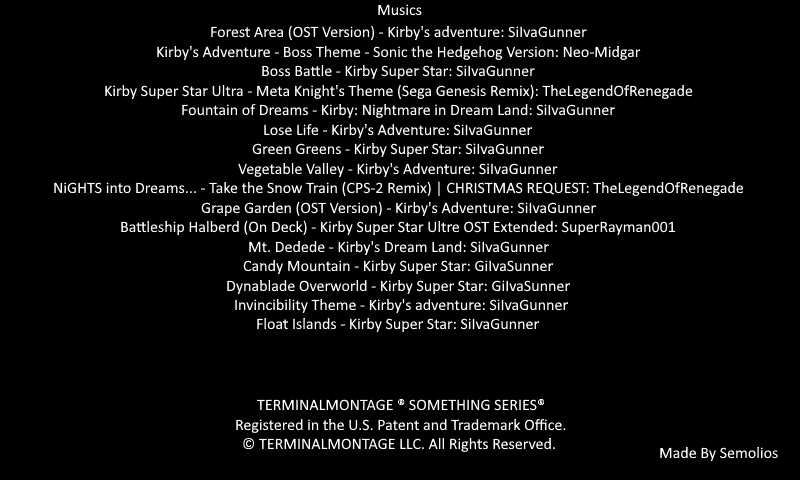 Musics
Forest Area (OST Version) - Kirby's adventure: SiIvaGunner
Kirby's Adventure - Boss Theme - Sonic the Hedgehog Version: Neo-Midgar
Boss Battle - Kirby Super Star: SiIvaGunner
Kirby Super Star Ultra - Meta Knight's Theme (Sega Genesis Remix): TheLegendOfRenegade
Fountain of Dreams - Kirby: Nightmare in Dream Land: SiIvaGunner
Lose Life - Kirby's Adventure: SiIvaGunner
Green Greens - Kirby Super Star: SiIvaGunner
Vegetable Valley - Kirby's Adventure: SiIvaGunner
NiGHTS into Dreams... - Take the Snow Train (CPS-2 Remix) | CHRISTMAS REQUEST: TheLegendOfRenegade
Grape Garden (OST Version) - Kirby's Adventure: SiIvaGunner
Battleship Halberd (On Deck) - Kirby Super Star Ultre OST Extended: SuperRayman001
Mt. Dedede - Kirby's Dream Land: SiIvaGunner
Candy Mountain - Kirby Super Star: GiIvaSunner
Dynablade Overworld - Kirby Super Star: GiIvaSunner
Invincibility Theme - Kirby's adventure: SiIvaGunner
Float Islands - Kirby Super Star: SiIvaGunner
TERMINALMONTAGE ® SOMETHING SERIES®
Registered in the U.S. Patent and Trademark Office.
© TERMINALMONTAGE LLC. All Rights Reserved.
Made By Semolios